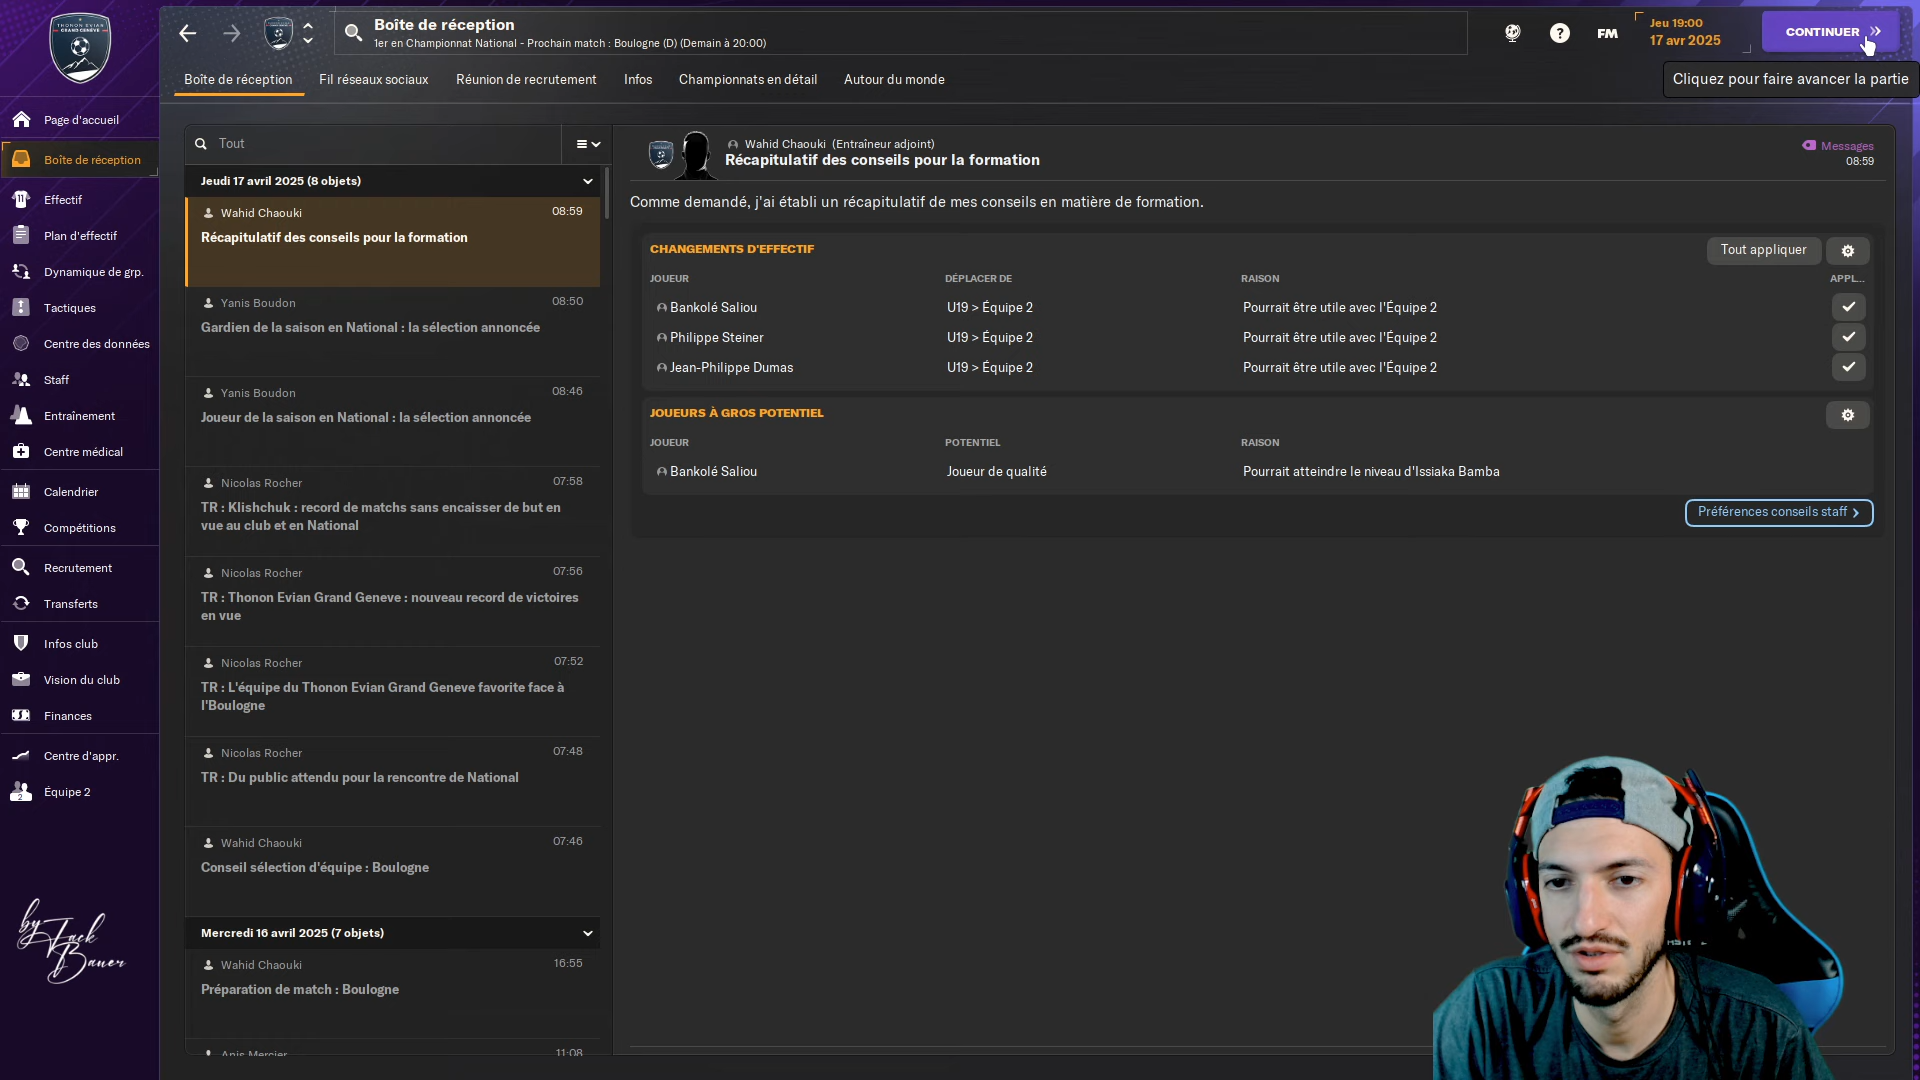 THONON EVIAN
GRAND GENÈVE
Boîte de réception
1er en Championnat National - Prochain match : Boulogne (D) (Demain à 20:00)
FM
Jeu 19:00
17 avr 2025
CONTINUER
Cliquez pour faire avancer la partie
Boîte de réception
Fil réseaux sociaux
Réunion de recrutement
Infos
Championnats en détail
Autour du monde
Page d'accueil
Boîte de réception
Effectif
Plan d'effectif
Dynamique de grp.
Tactiques
Centre des données
Staff
Entraînement
Centre médical
Calendrier
Compétitions
Recrutement
Transferts
Infos club
Vision du club
Finances
Centre d'appr.
Équipe 2
by Jack
Bauer
Tout
Jeudi 17 avril 2025 (8 objets)
Wahid Chaouki 08:59
Récapitulatif des conseils pour la formation
Yanis Boudon 08:50
Gardien de la saison en National : la sélection annoncée
Yanis Boudon 08:46
Joueur de la saison en National : la sélection annoncée
Nicolas Rocher 07:58
TR : Klishchuk : record de matchs sans encaisser de but en
vue au club et en National
Nicolas Rocher 07:56
TR : Thonon Evian Grand Geneve : nouveau record de victoires
en vue
Nicolas Rocher 07:52
TR : L'équipe du Thonon Evian Grand Geneve favorite face à
l'Boulogne
Nicolas Rocher 07:48
TR : Du public attendu pour la rencontre de National
Wahid Chaouki 07:46
Conseil sélection d'équipe : Boulogne
Mercredi 16 avril 2025 (7 objets)
Wahid Chaouki 16:55
Préparation de match : Boulogne
Anis Mercier 11:08
Wahid Chaouki (Entraîneur adjoint)
Récapitulatif des conseils pour la formation
Messages
08:59
Comme demandé, j'ai établi un récapitulatif de mes conseils en matière de formation.
CHANGEMENTS D'EFFECTIF
Tout appliquer
JOUEUR DÉPLACER DE RAISON APPL...
Bankolé Saliou U19 > Équipe 2 Pourrait être utile avec l'Équipe 2
Philippe Steiner U19 > Équipe 2 Pourrait être utile avec l'Équipe 2
Jean-Philippe Dumas U19 > Équipe 2 Pourrait être utile avec l'Équipe 2
JOUEURS À GROS POTENTIEL
JOUEUR POTENTIEL RAISON
Bankolé Saliou Joueur de qualité Pourrait atteindre le niveau d'Issiaka Bamba
Préférences conseils staff